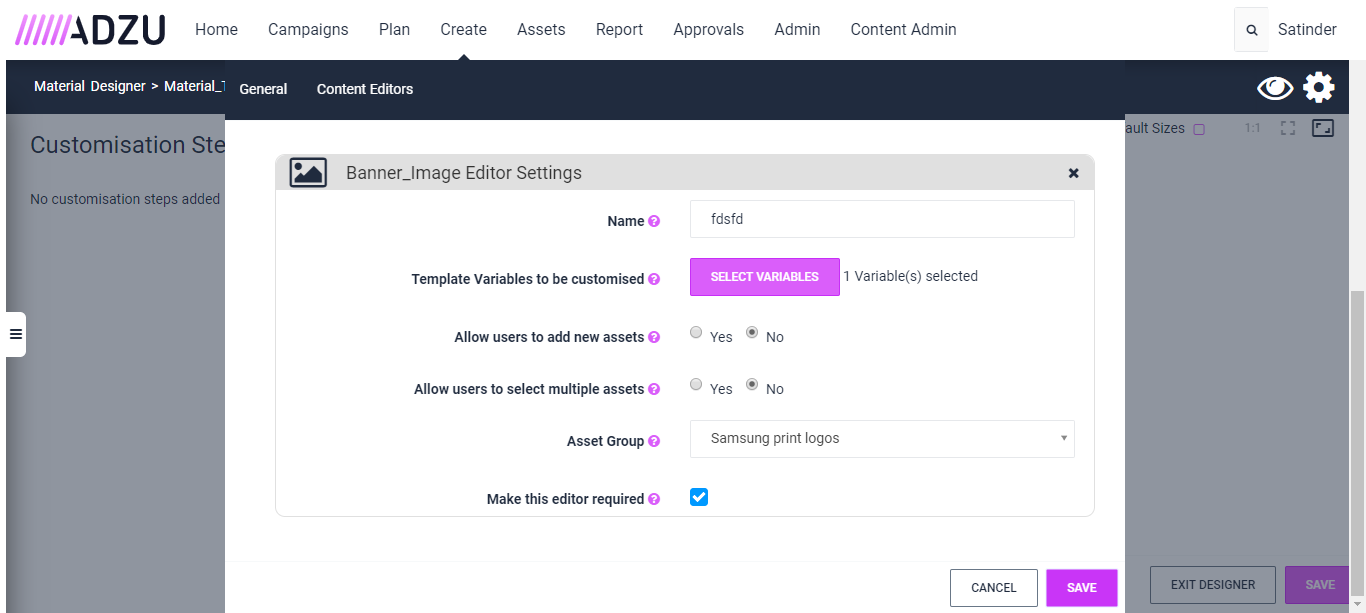 ADZU Home Campaigns Plan Create Assets Report Approvals Admin Content Admin Satinder
Material Designer > Material_ General Content Editors
Customisation Ste
ault Sizes 1:1
No customisation steps added
Banner_Image Editor Settings
Name ? fdsfd
Template Variables to be customised ? SELECT VARIABLES 1 Variable(s) selected
Allow users to add new assets ? Yes No
Allow users to select multiple assets ? Yes No
Asset Group ? Samsung print logos
Make this editor required ?
CANCEL SAVE
EXIT DESIGNER SAVE